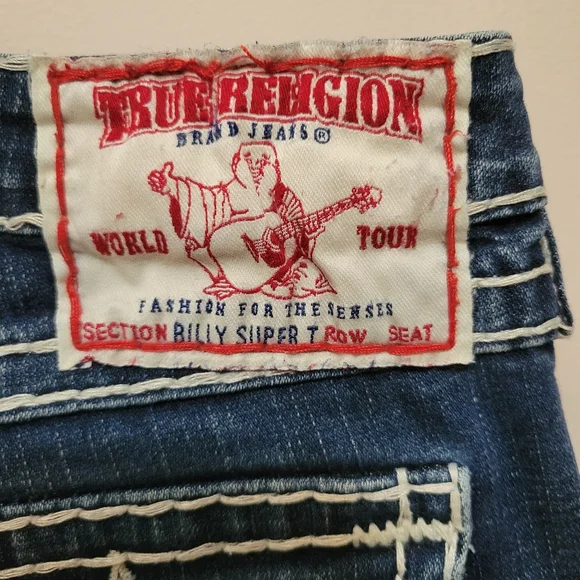 TRUE RELIGION
BRAND JEANS®
WORLD TOUR
FASHION FOR THE SENSES
SECTION BILLY SUPER T ROW SEAT